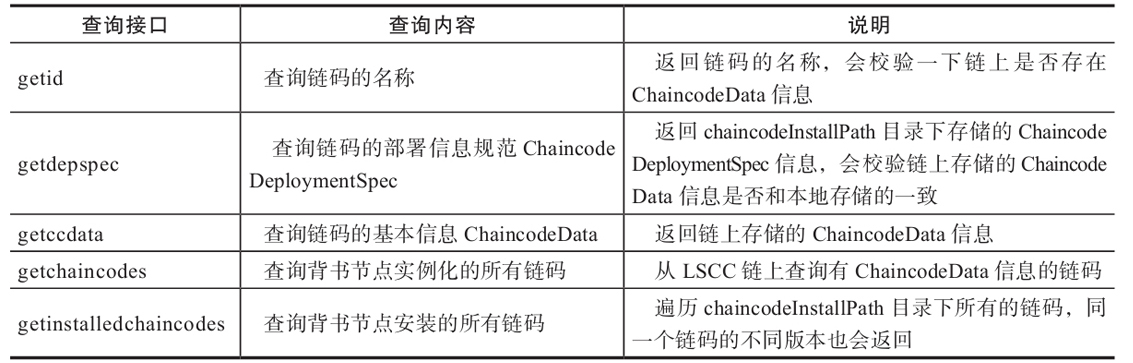 查询接口 查询内容 说明
getid 查询链码的名称 返回链码的名称，会校验一下链上是否存在
ChaincodeData 信息
getdepspec 查询链码的部署信息规范 Chaincode
DeploymentSpec
返回 chaincodeInstallPath 目录下存储的 Chaincode
DeploymentSpec 信息，会校验链上存储的 Chaincode
Data 信息是否和本地存储的一致
getccdata 查询链码的基本信息 ChaincodeData 返回链上存储的 ChaincodeData 信息
getchaincodes 查询背书节点实例化的所有链码 从 LSCC 链上查询有 ChaincodeData 信息的链码
getinstalledchaincodes 查询背书节点安装的所有链码 遍历 chaincodeInstallPath 目录下所有的链码，同
一个链码的不同版本也会返回